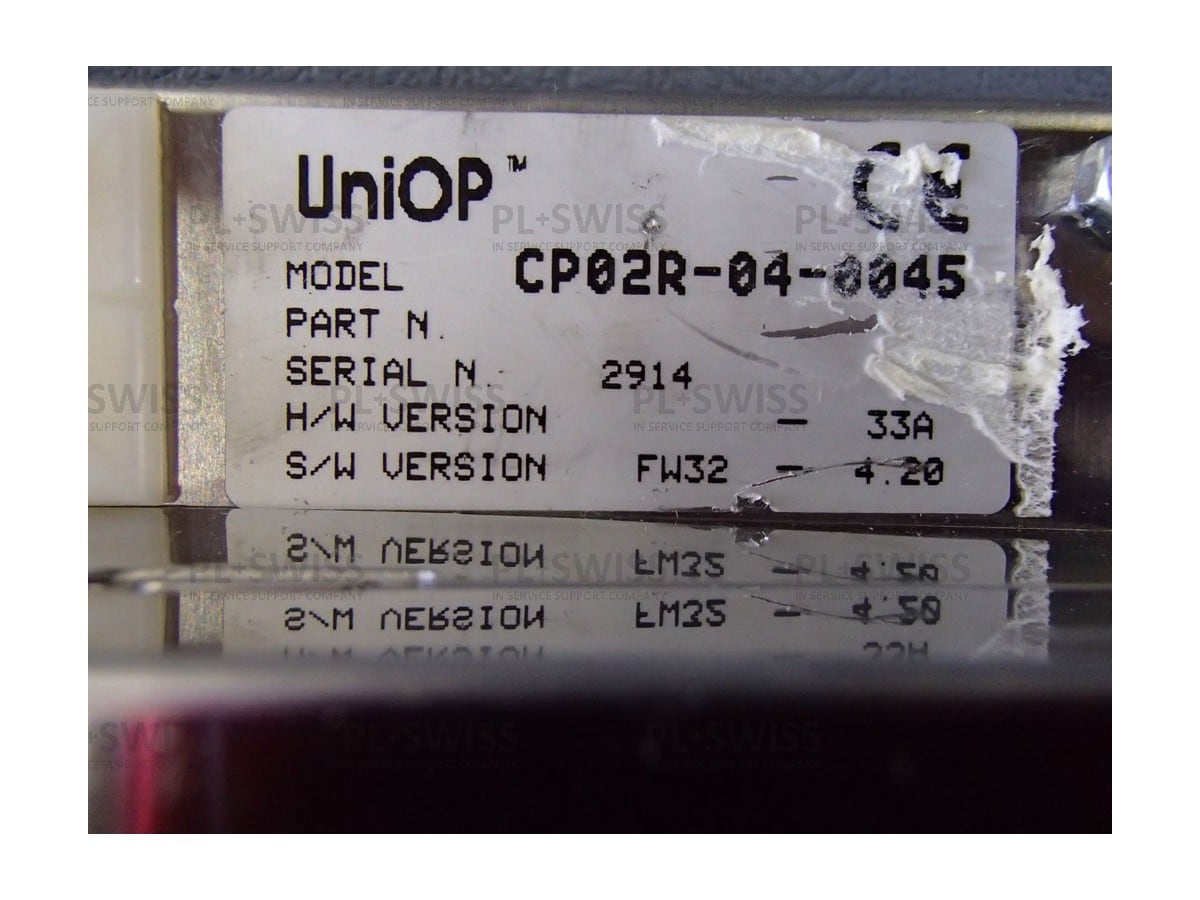 UniOP™
CE
MODEL CP02R-04-0045
PART N.
SERIAL N. 2914
H/W VERSION - 33A
S/W VERSION FW32 - 4.20
PL+SWISS
IN SERVICE SUPPORT COMPANY